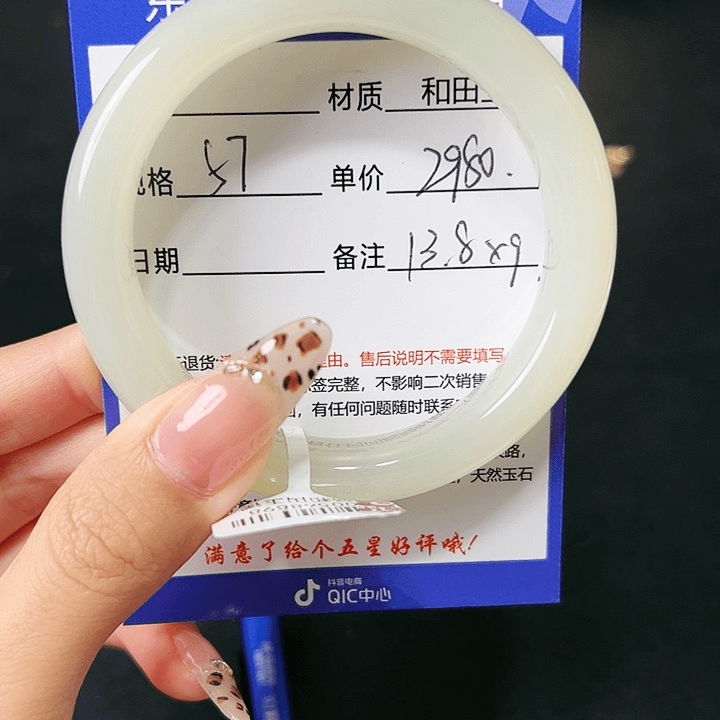 材质 和田
格 57 单价 2980.
日期 备注 13.8x9.
退货: 由。售后说明不需要填写
签完整，不影响二次销售
有任何问题随时联系
路，
天然玉石
满意了给个五星好评哦!
抖音电商
QIC中心